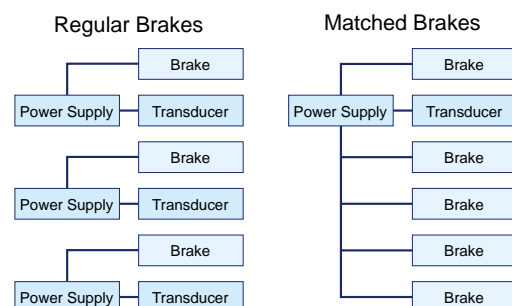 Regular Brakes
Brake
Power Supply
Transducer
Brake
Power Supply
Transducer
Brake
Power Supply
Transducer
Matched Brakes
Brake
Power Supply
Transducer
Brake
Brake
Brake
Brake